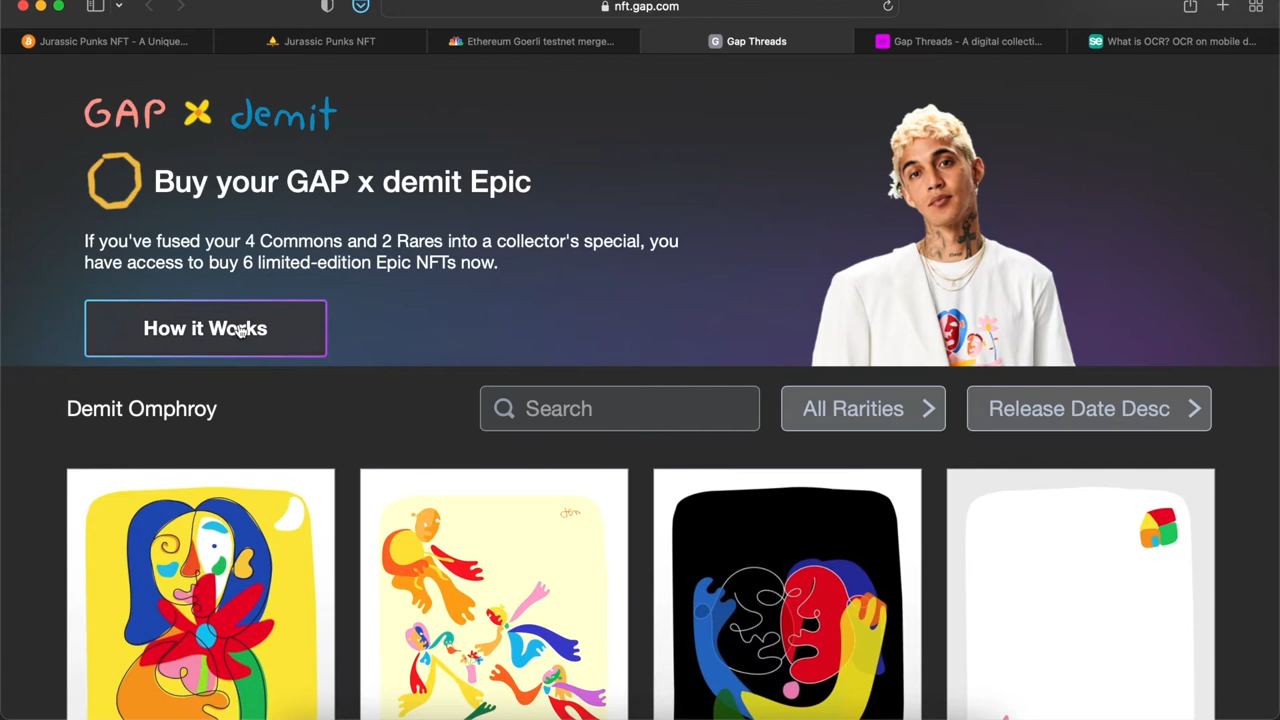 nft.gap.com
Jurassic Punks NFT - A Unique...
Jurassic Punks NFT
Ethereum Goerli testnet merge...
G
Gap Threads
Gap Threads - A digital collecti...
se
What is OCR? OCR on mobile d...
GAP x demit
Buy your GAP x demit Epic
If you've fused your 4 Commons and 2 Rares into a collector's special, you
have access to buy 6 limited-edition Epic NFTs now.
How it Works
Demit Omphroy
Search
All Rarities
Release Date Desc